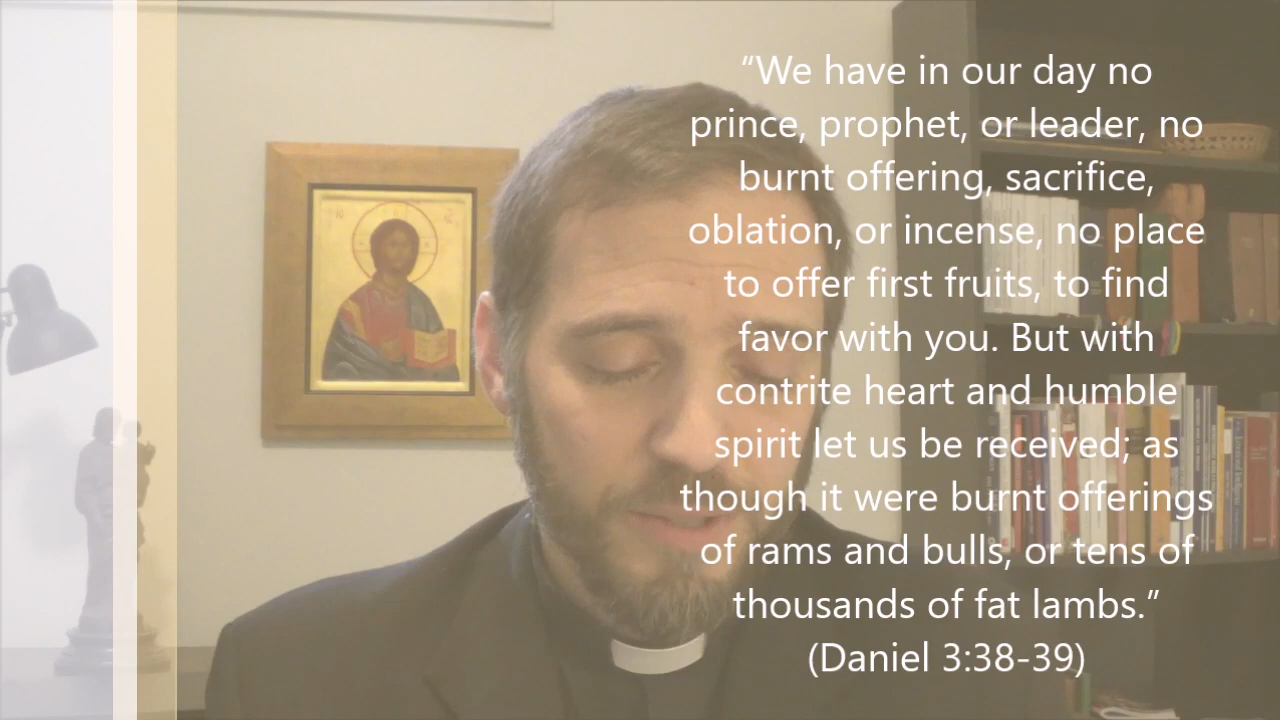 “We have in our day no
prince, prophet, or leader, no
burnt offering, sacrifice,
oblation, or incense, no place
to offer first fruits, to find
favor with you. But with
contrite heart and humble
spirit let us be received; as
though it were burnt offerings
of rams and bulls, or tens of
thousands of fat lambs.”
(Daniel 3:38-39)